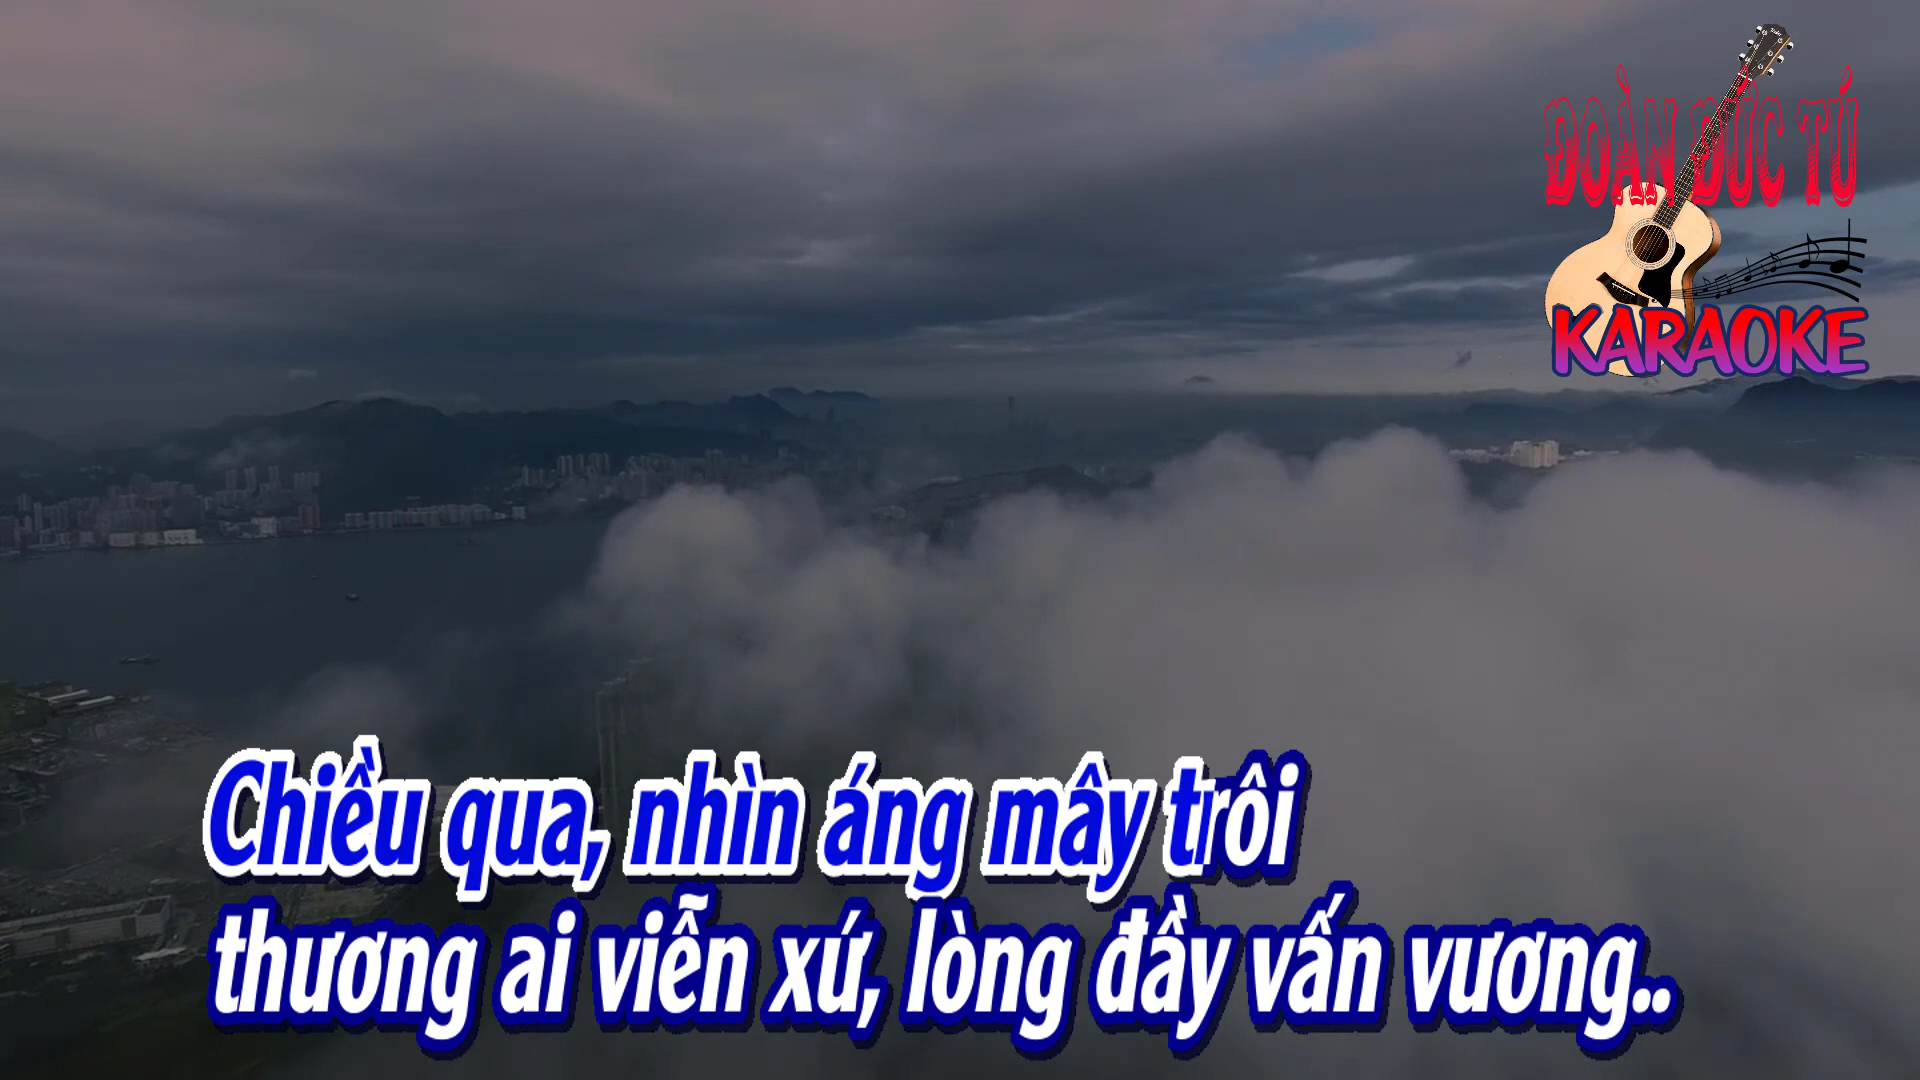 ĐOÀN ĐỨC TÚ
KARAOKE
Chiều qua, nhìn áng mây trôi
thương ai viễn xứ, lòng đầy vấn vương..